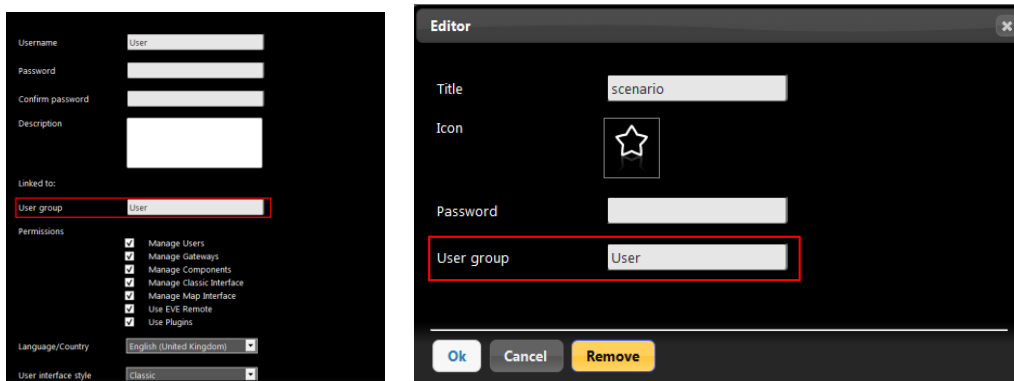 Username User
Password
Confirm password
Description
Linked to:
User group User
Permissions
Manage Users
Manage Gateways
Manage Components
Manage Classic Interface
Manage Map Interface
Use EVE Remote
Use Plugins
Language/Country English (United Kingdom)
User interface style Classic
Editor
Title scenario
Icon
Password
User group User
Ok Cancel Remove